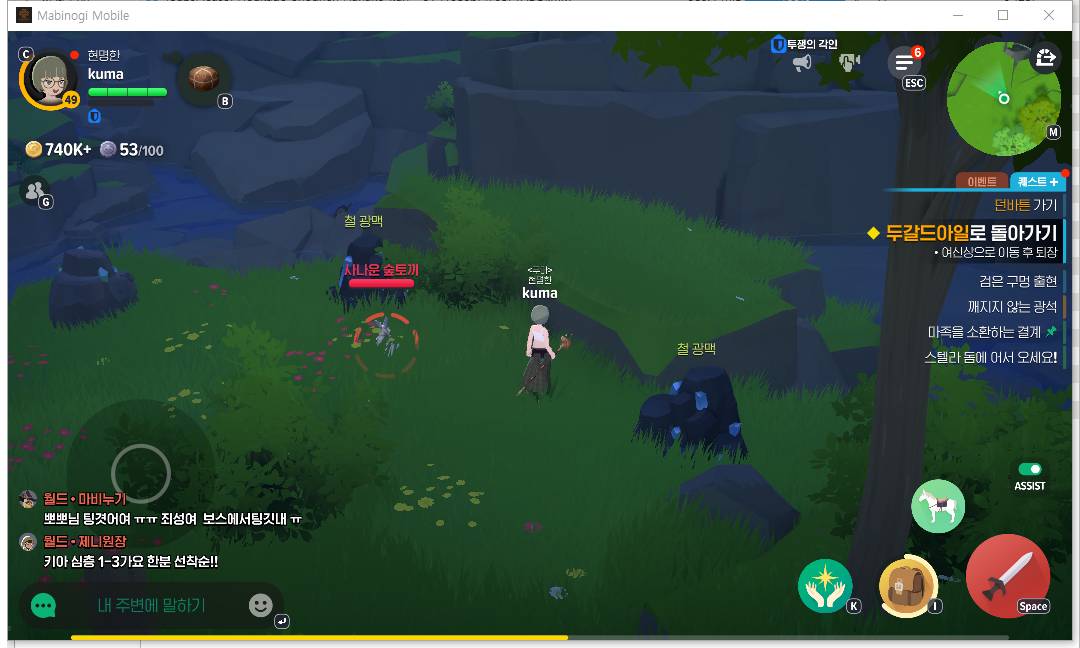 Mabinogi Mobile
C
현명한
kuma
49
B
740K+
53/100
G
투쟁의 각인
6
ESC
M
이벤트
퀘스트 +
던바튼 가기
두갈드아일로 돌아가기
• 여신상으로 이동 후 퇴장
검은 구멍 출현
깨지지 않는 광석
마족을 소환하는 결계
스텔라 돔에 어서 오세요!
철 광맥
사나운 숲토끼
현명한
kuma
철 광맥
ASSIST
월드 • 마비누기
뽀뽀님 팅겻어여 ㅠㅠ 죄성여 보스에서팅깃내 ㅠ
월드 • 제니원장
키아 심층 1-3가요 한분 선착순!!
내 주변에 말하기
K
I
Space